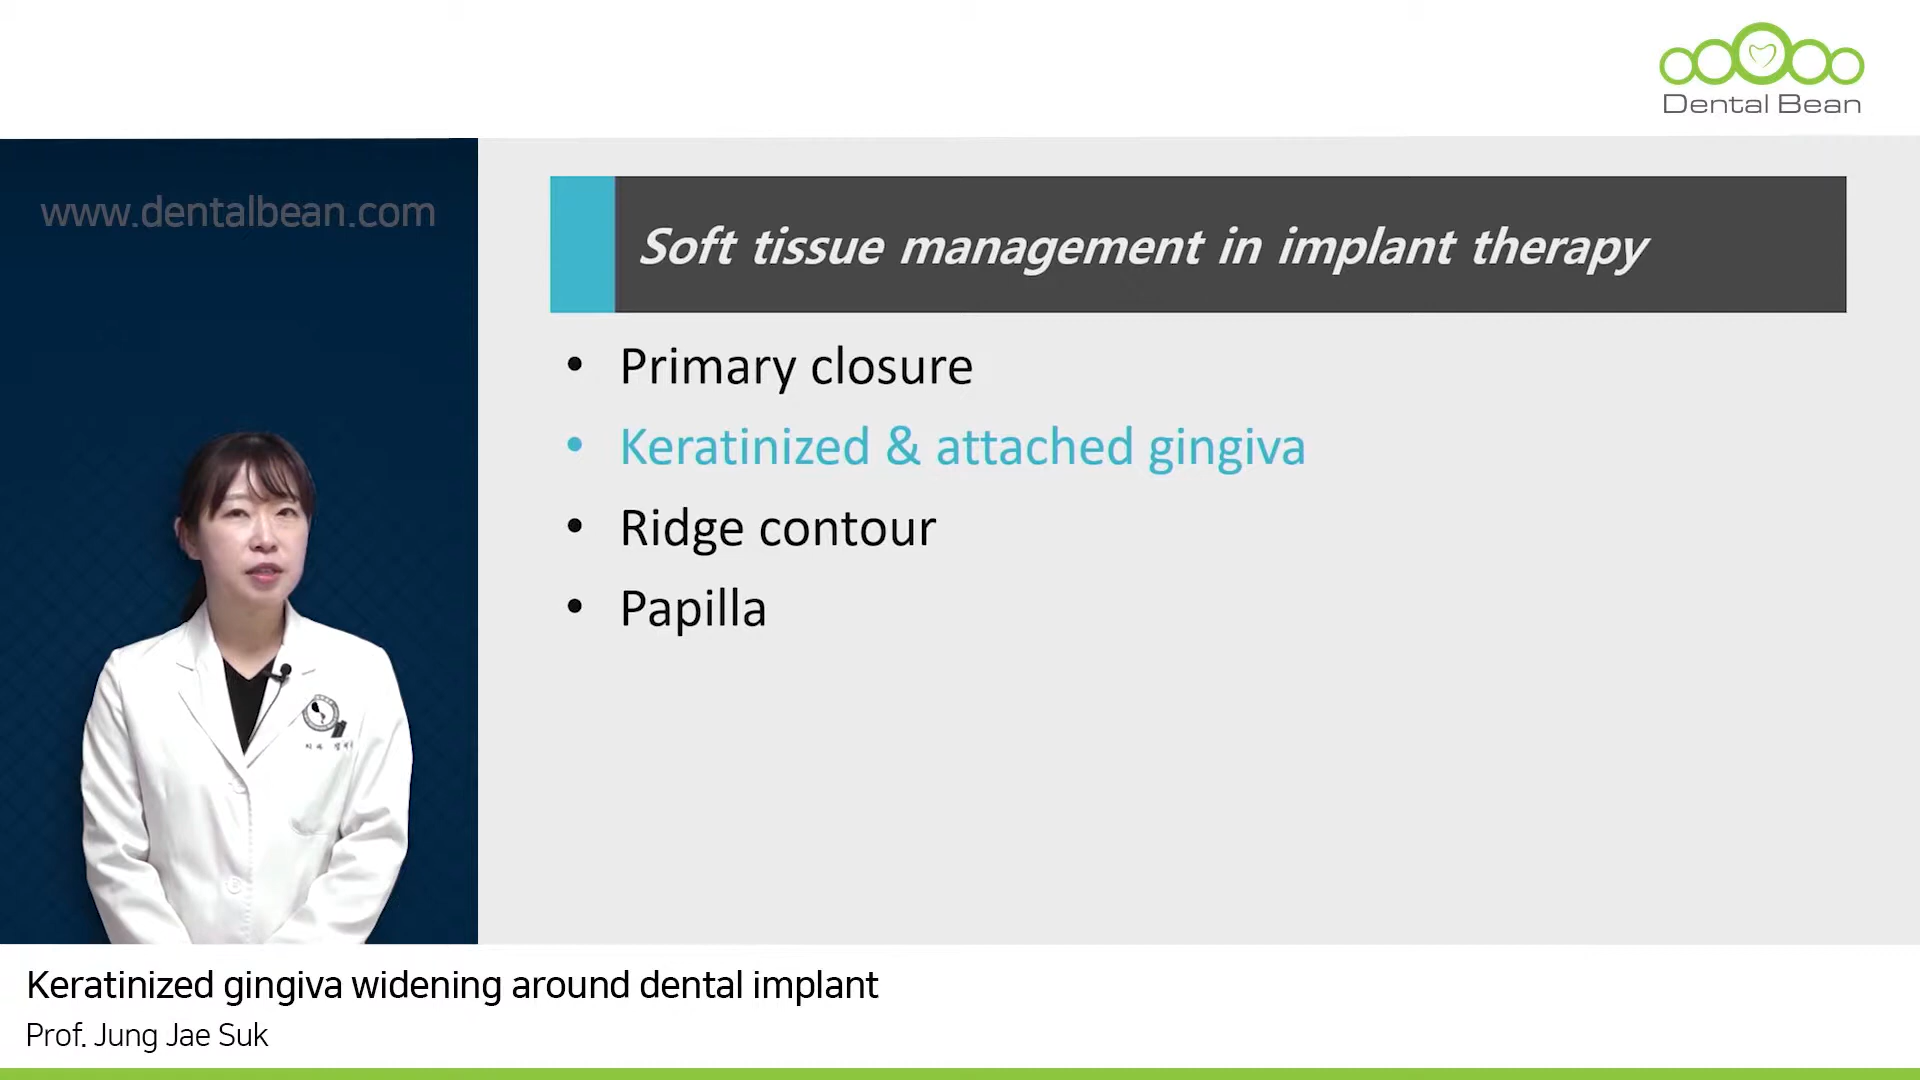 Dental Bean
www.dentalbean.com
Soft tissue management in implant therapy
• Primary closure
• Keratinized & attached gingiva
• Ridge contour
• Papilla
Keratinized gingiva widening around dental implant
Prof. Jung Jae Suk